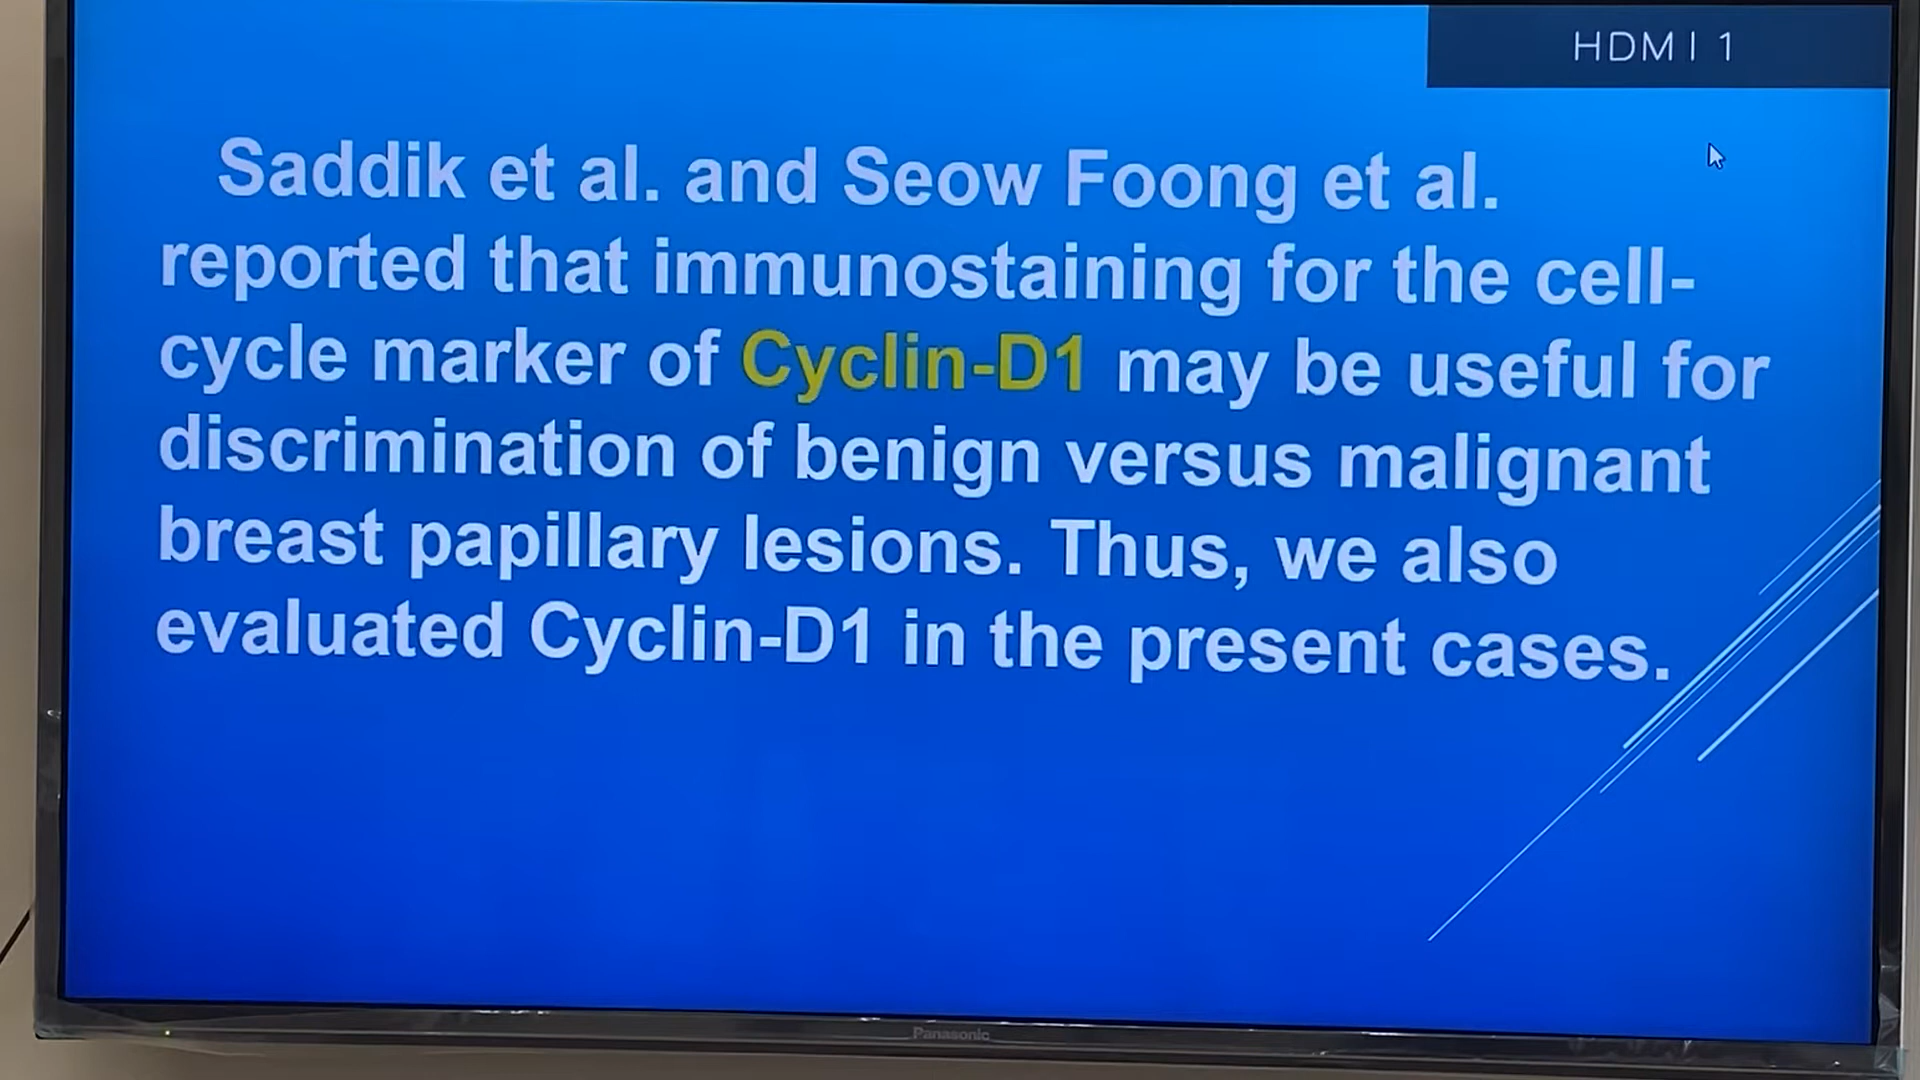 HDMI 1
Saddik et al. and Seow Foong et al.
reported that immunostaining for the cell-
cycle marker of Cyclin-D1 may be useful for
discrimination of benign versus malignant
breast papillary lesions. Thus, we also
evaluated Cyclin-D1 in the present cases.
Panasonic